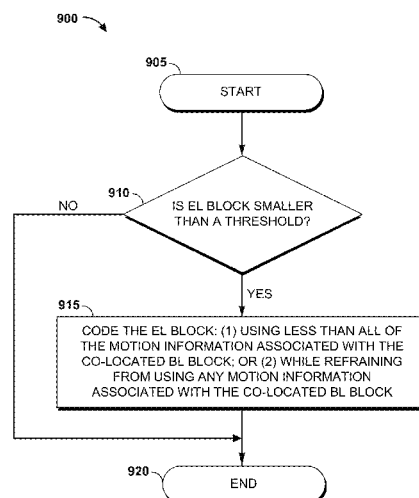 900
905
START
910
NO
IS EL BLOCK SMALLER
THAN A THRESHOLD?
YES
915
CODE THE EL BLOCK: (1) USING LESS THAN ALL OF
THE MOTION INFORMATION ASSOCIATED WITH THE
CO-LOCATED BL BLOCK; OR (2) WHILE REFRAINING
FROM USING ANY MOTION INFORMATION
ASSOCIATED WITH THE CO-LOCATED BL BLOCK
920
END